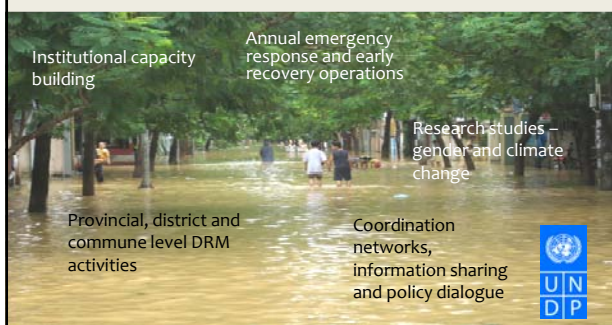 Institutional capacity
building
Annual emergency
response and early
recovery operations
Research studies –
gender and climate
change
Provincial, district and
commune level DRM
activities
Coordination
networks,
information sharing
and policy dialogue
U N
D P